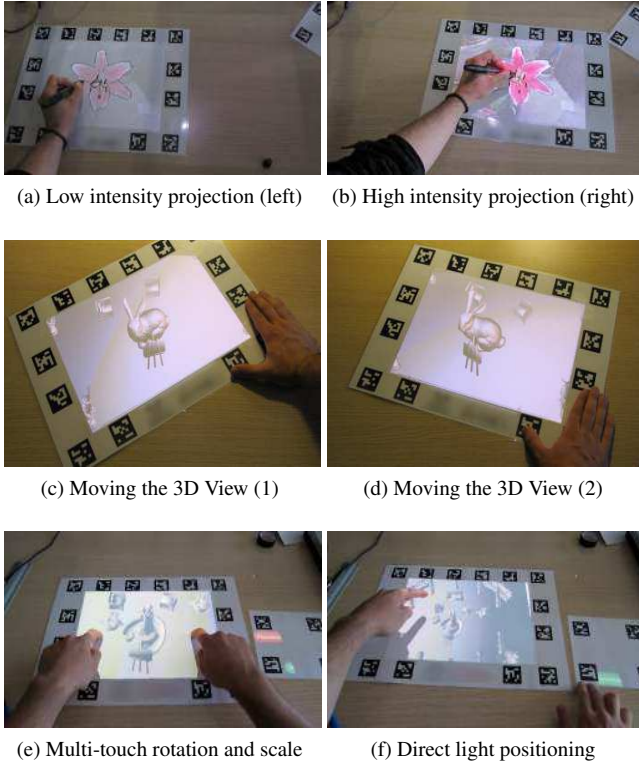 (a) Low intensity projection (left)
(b) High intensity projection (right)
(c) Moving the 3D View (1)
(d) Moving the 3D View (2)
(e) Multi-touch rotation and scale
(f) Direct light positioning